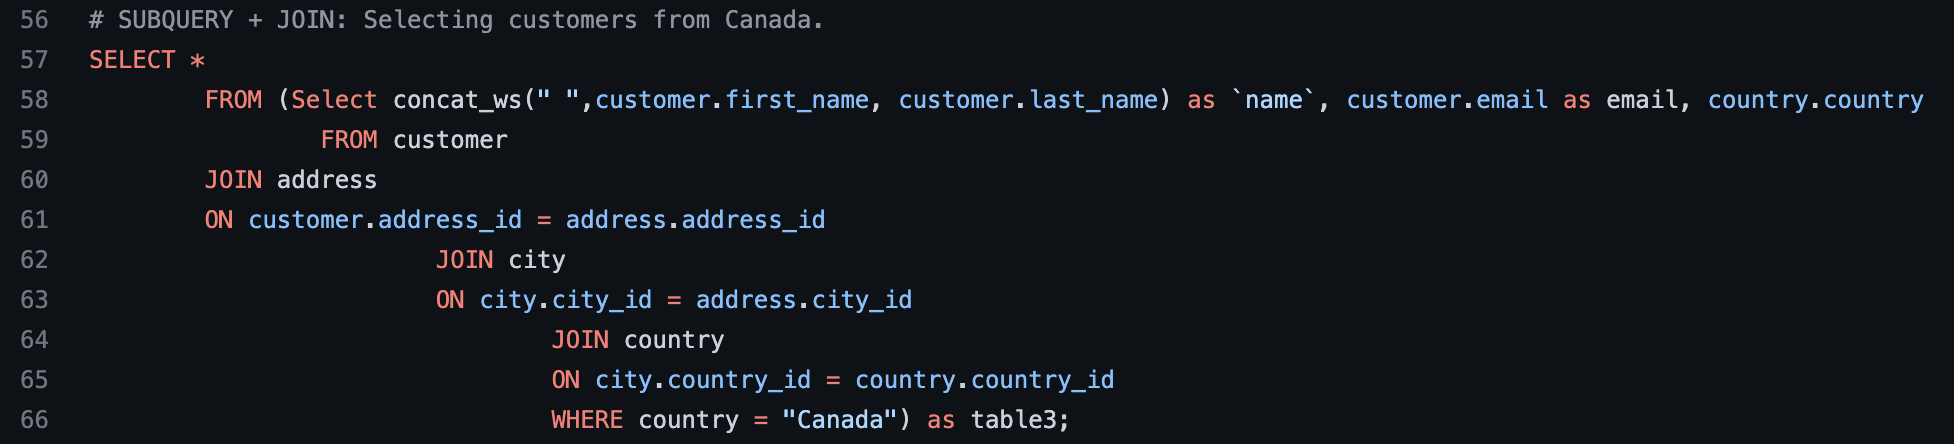 56 # SUBQUERY + JOIN: Selecting customers from Canada.
57 SELECT *
58 FROM (Select concat_ws(" ",customer.first_name, customer.last_name) as `name`, customer.email as email, country.country
59 FROM customer
60 JOIN address
61 ON customer.address_id = address.address_id
62 JOIN city
63 ON city.city_id = address.city_id
64 JOIN country
65 ON city.country_id = country.country_id
66 WHERE country = "Canada") as table3;